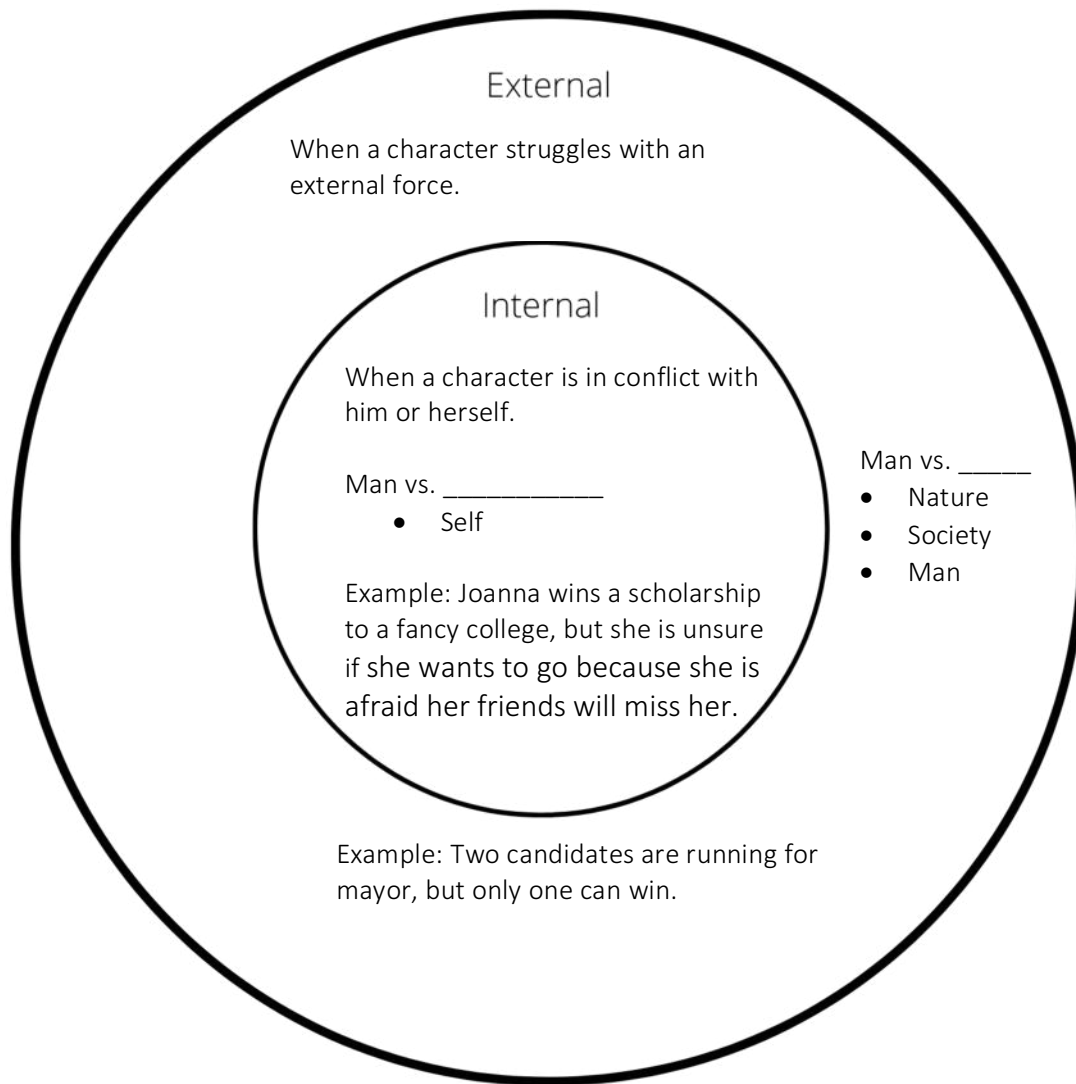 External
When a character struggles with an
external force.
Internal
When a character is in conflict with
him or herself.
Man vs. ___________
• Self
Example: Joanna wins a scholarship
to a fancy college, but she is unsure
if she wants to go because she is
afraid her friends will miss her.
Man vs. _____
• Nature
• Society
• Man
Example: Two candidates are running for
mayor, but only one can win.